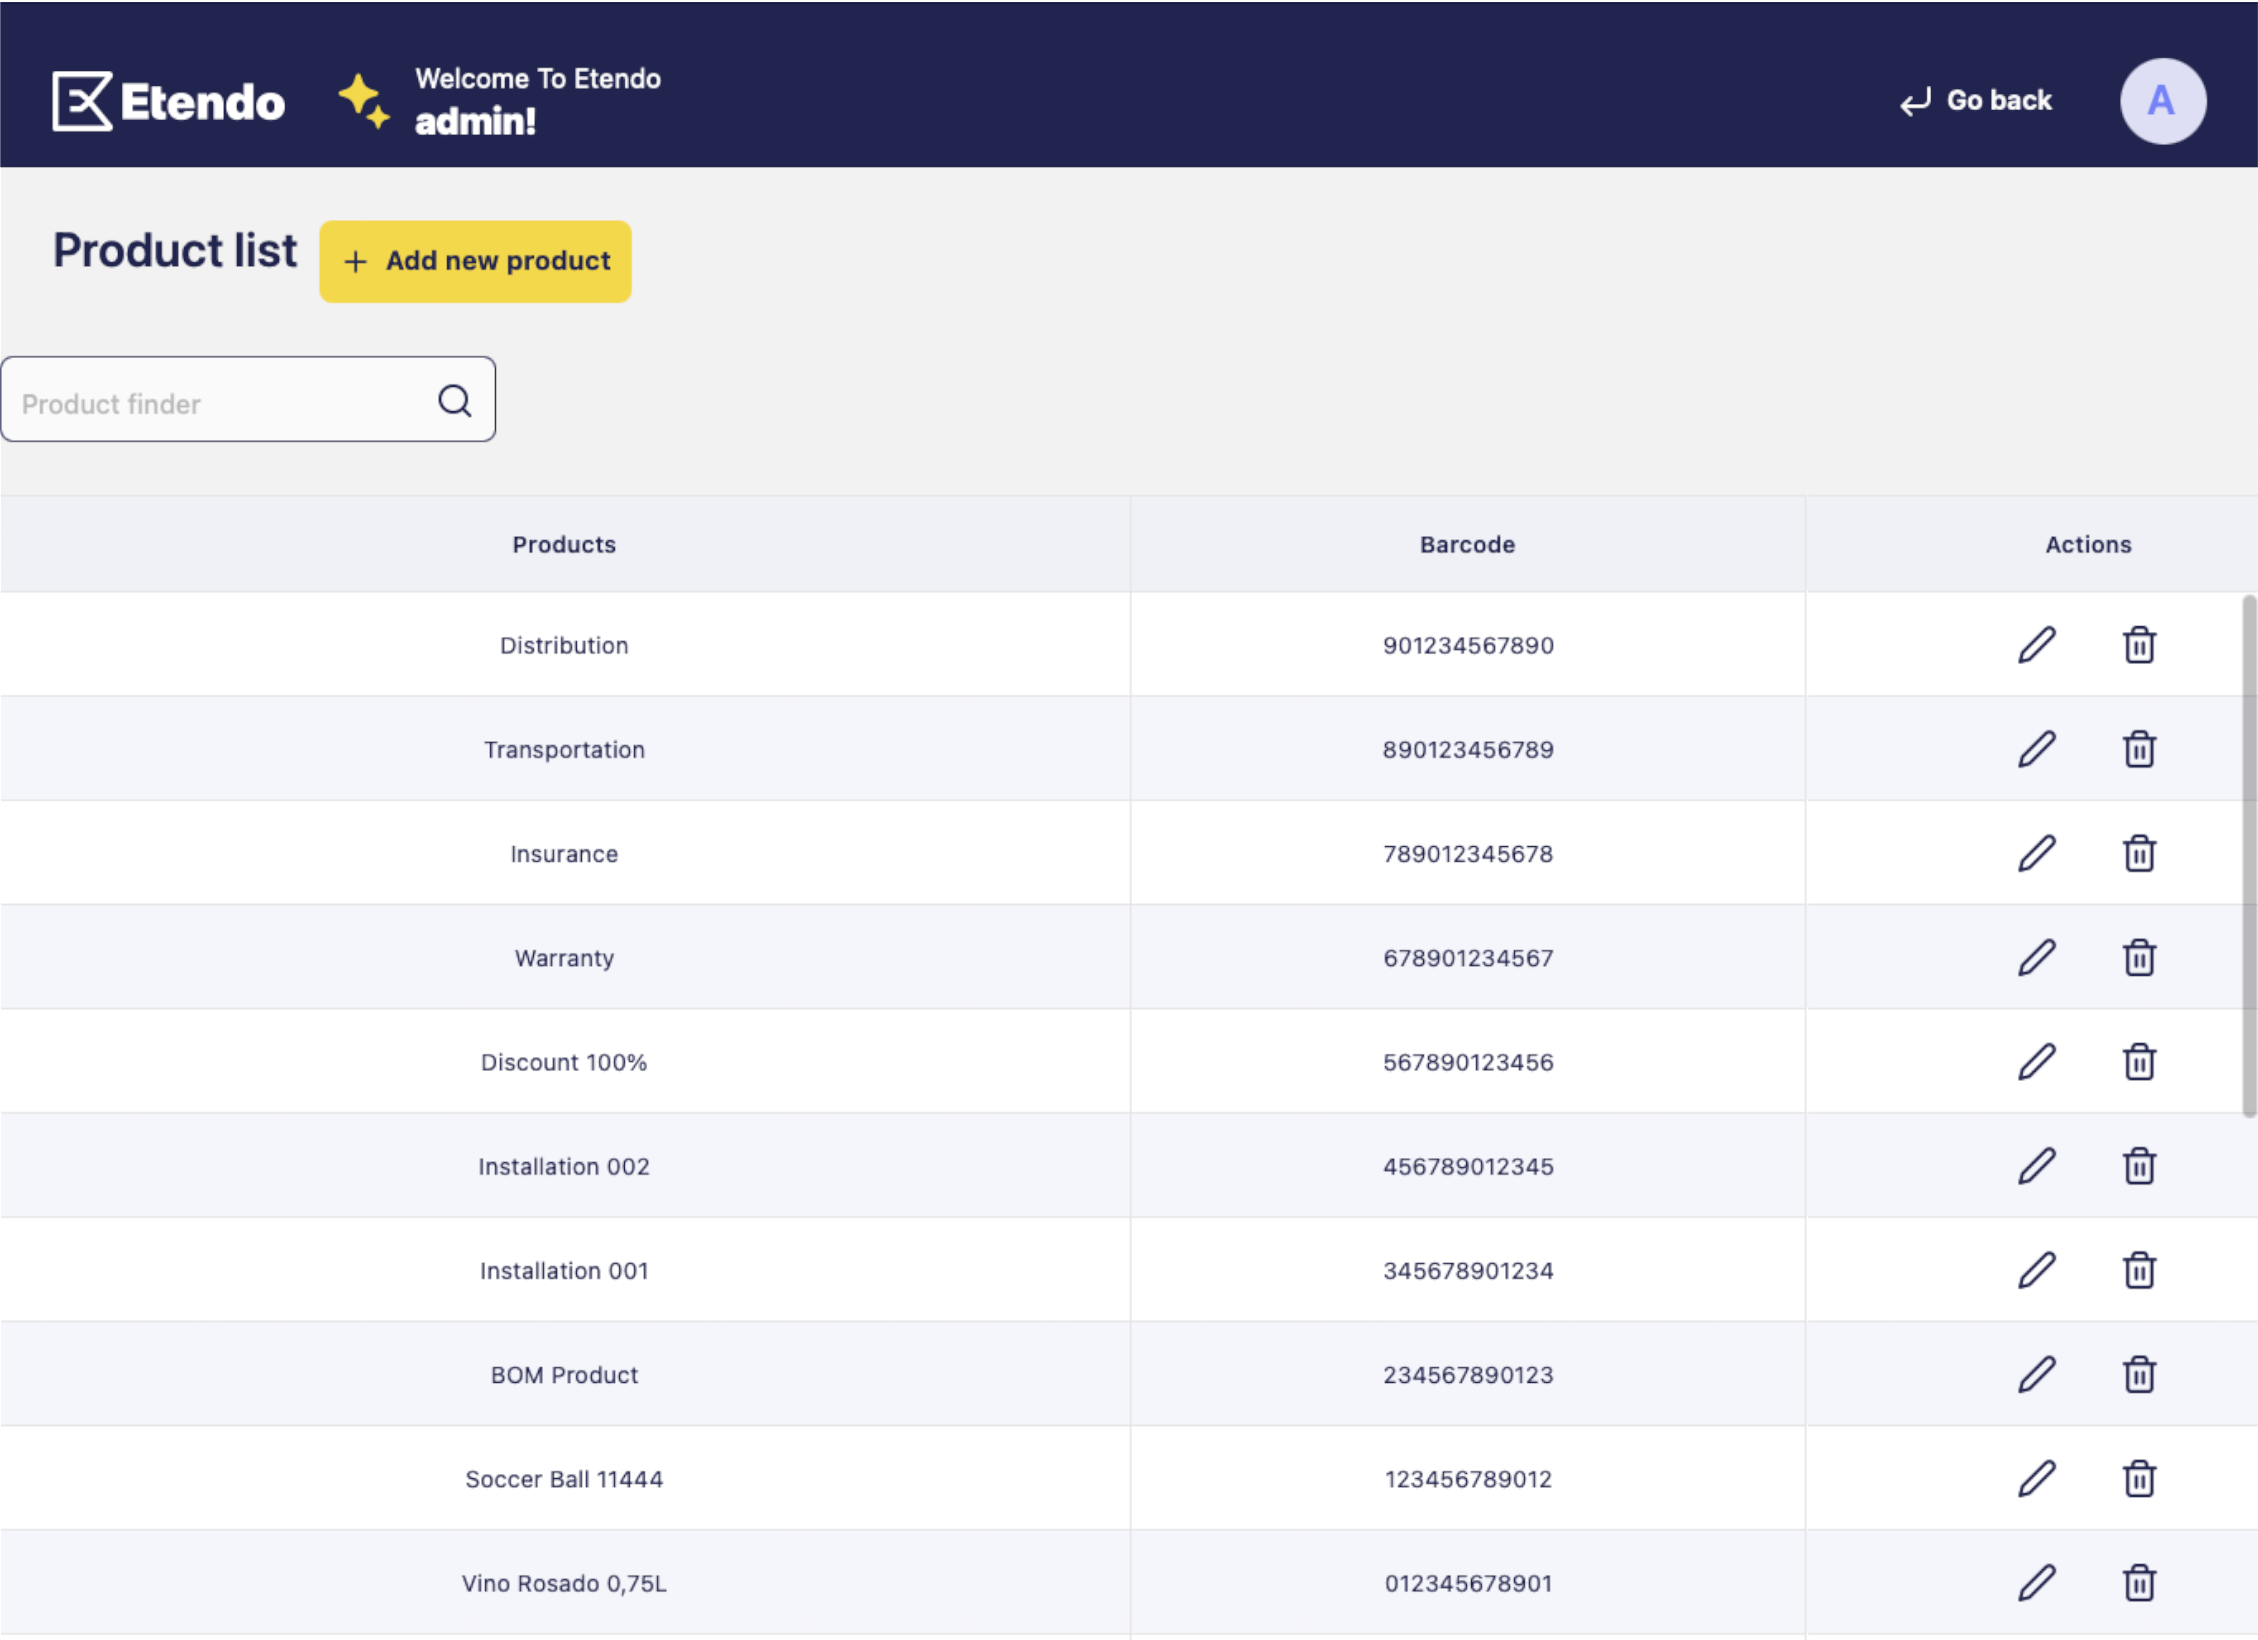 Etendo
Welcome To Etendo
admin!
Go back
A
Product list
+ Add new product
Product finder
Products Barcode Actions
Distribution 901234567890
Transportation 890123456789
Insurance 789012345678
Warranty 678901234567
Discount 100% 567890123456
Installation 002 456789012345
Installation 001 345678901234
BOM Product 234567890123
Soccer Ball 11444 123456789012
Vino Rosado 0,75L 012345678901